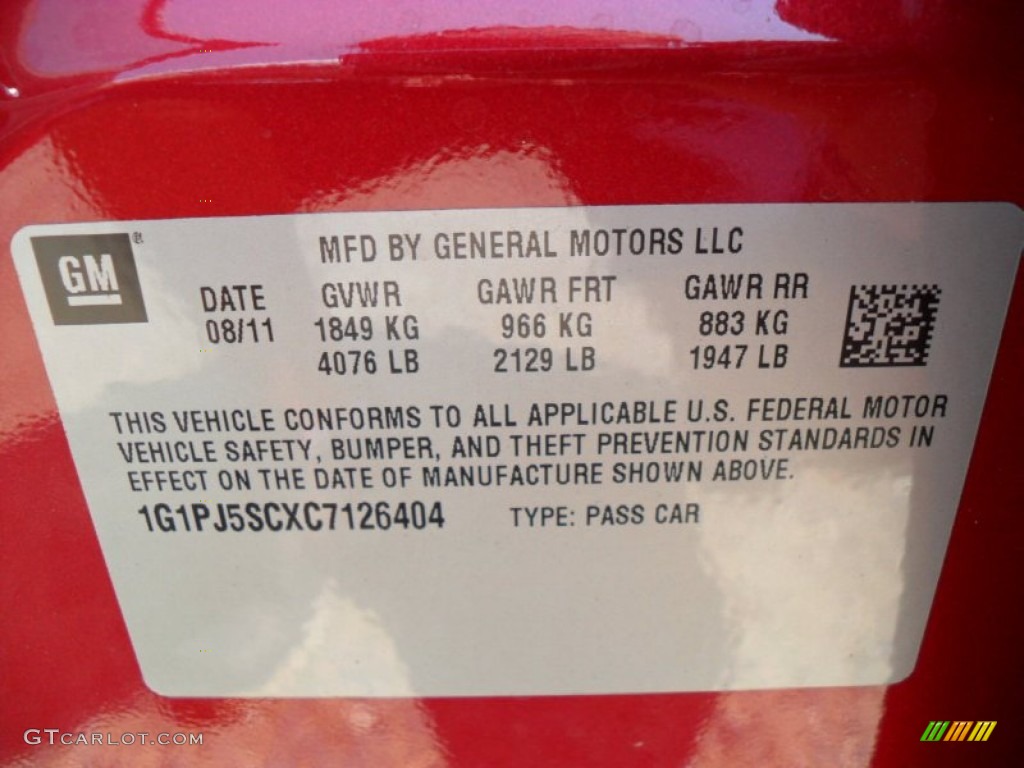 GM ®
MFD BY GENERAL MOTORS LLC
DATE GVWR GAWR FRT GAWR RR
08/11 1849 KG 966 KG 883 KG
4076 LB 2129 LB 1947 LB
THIS VEHICLE CONFORMS TO ALL APPLICABLE U.S. FEDERAL MOTOR
VEHICLE SAFETY, BUMPER, AND THEFT PREVENTION STANDARDS IN
EFFECT ON THE DATE OF MANUFACTURE SHOWN ABOVE.
1G1PJ5SCXC7126404 TYPE: PASS CAR
GTCARLOT.COM